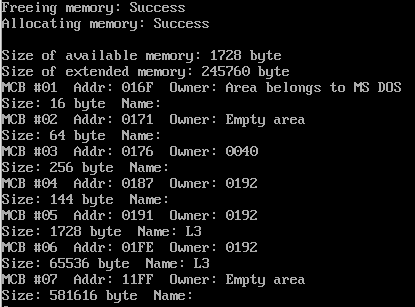 Freeing memory: Success
Allocating memory: Success
Size of available memory: 1728 byte
Size of extended memory: 245760 byte
MCB #01  Addr: 016F  Owner: Area belongs to MS DOS
Size: 16 byte  Name:
MCB #02  Addr: 0171  Owner: Empty area
Size: 64 byte  Name:
MCB #03  Addr: 0176  Owner: 0040
Size: 256 byte  Name:
MCB #04  Addr: 0187  Owner: 0192
Size: 144 byte  Name:
MCB #05  Addr: 0191  Owner: 0192
Size: 1728 byte  Name: L3
MCB #06  Addr: 01FE  Owner: 0192
Size: 65536 byte  Name: L3
MCB #07  Addr: 11FF  Owner: Empty area
Size: 581616 byte  Name: